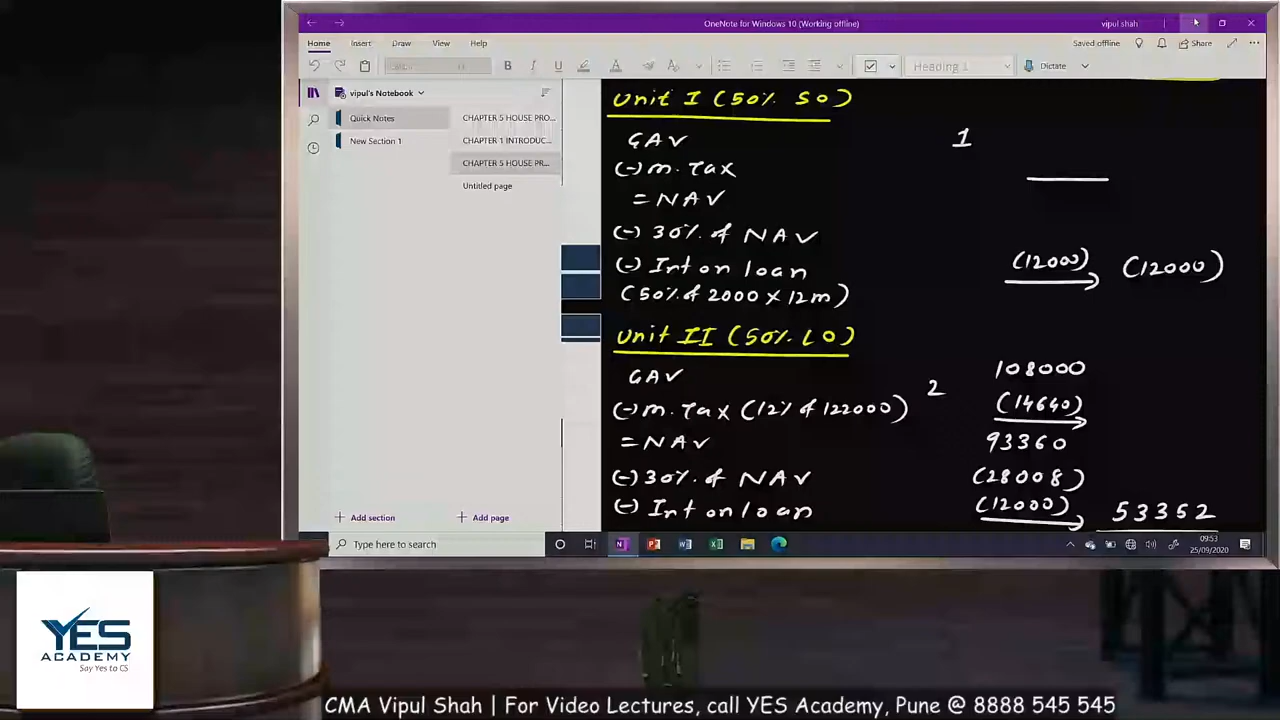 OneNote for Windows 10 (Working offline)
vipul shah
Home Insert Draw View Help
Saved offline
Share
Heading 1
Dictate
vipul's Notebook
Quick Notes
New Section 1
CHAPTER 5 HOUSE PRO...
CHAPTER 1 INTRODUC...
CHAPTER 5 HOUSE PR...
Untitled page
Unit I (50% SO)
GAV 1
(-) m. Tax
= NAV
(-) 30% of NAV
(-) Int on loan (12000) (12000)
(50% of 2000 x 12m)
Unit II (50% LO)
GAV 108000
(-) m. Tax (12% of 122000) 2 (14640)
= NAV 93360
(-) 30% of NAV (28008)
(-) Int on loan (12000) 53352
Add section
Add page
Type here to search
09:53
25/09/2020
YES
ACADEMY
Say Yes to CS
CMA Vipul Shah | For Video Lectures, call YES Academy, Pune @ 8888 545 545